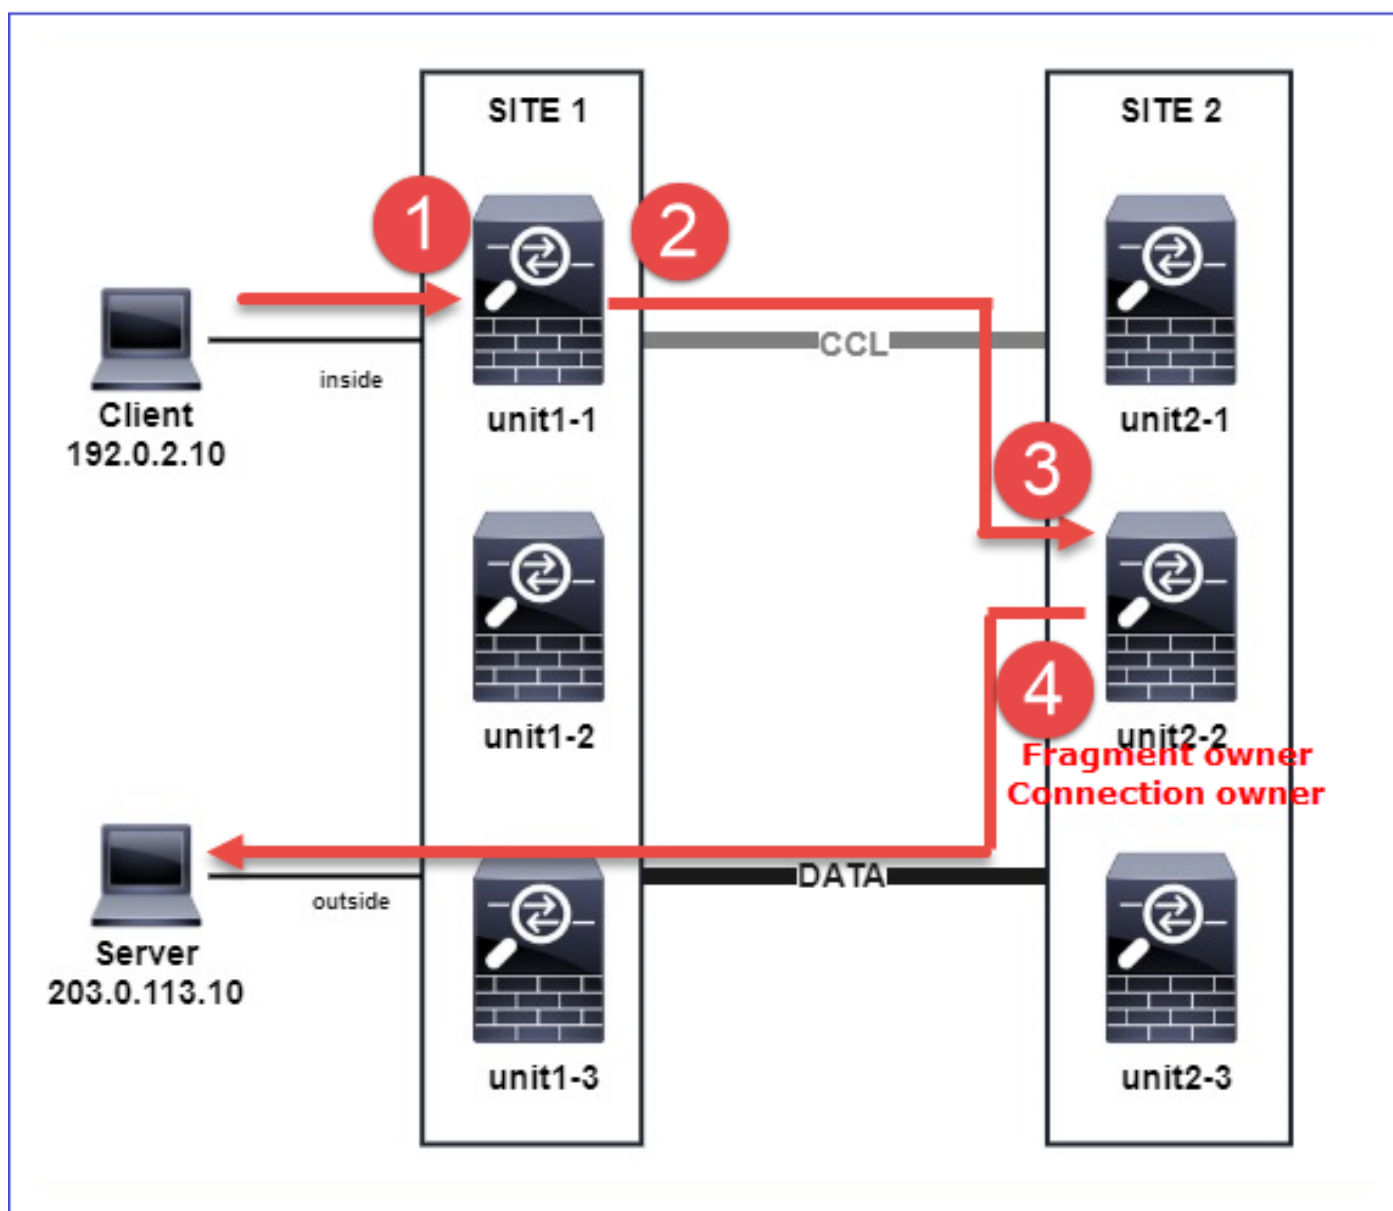 SITE 1
SITE 2
1
2
CCL
inside
Client
192.0.2.10
unit1-1
unit2-1
3
unit1-2
4
unit2-2
Fragment owner
Connection owner
DATA
outside
Server
203.0.113.10
unit1-3
unit2-3